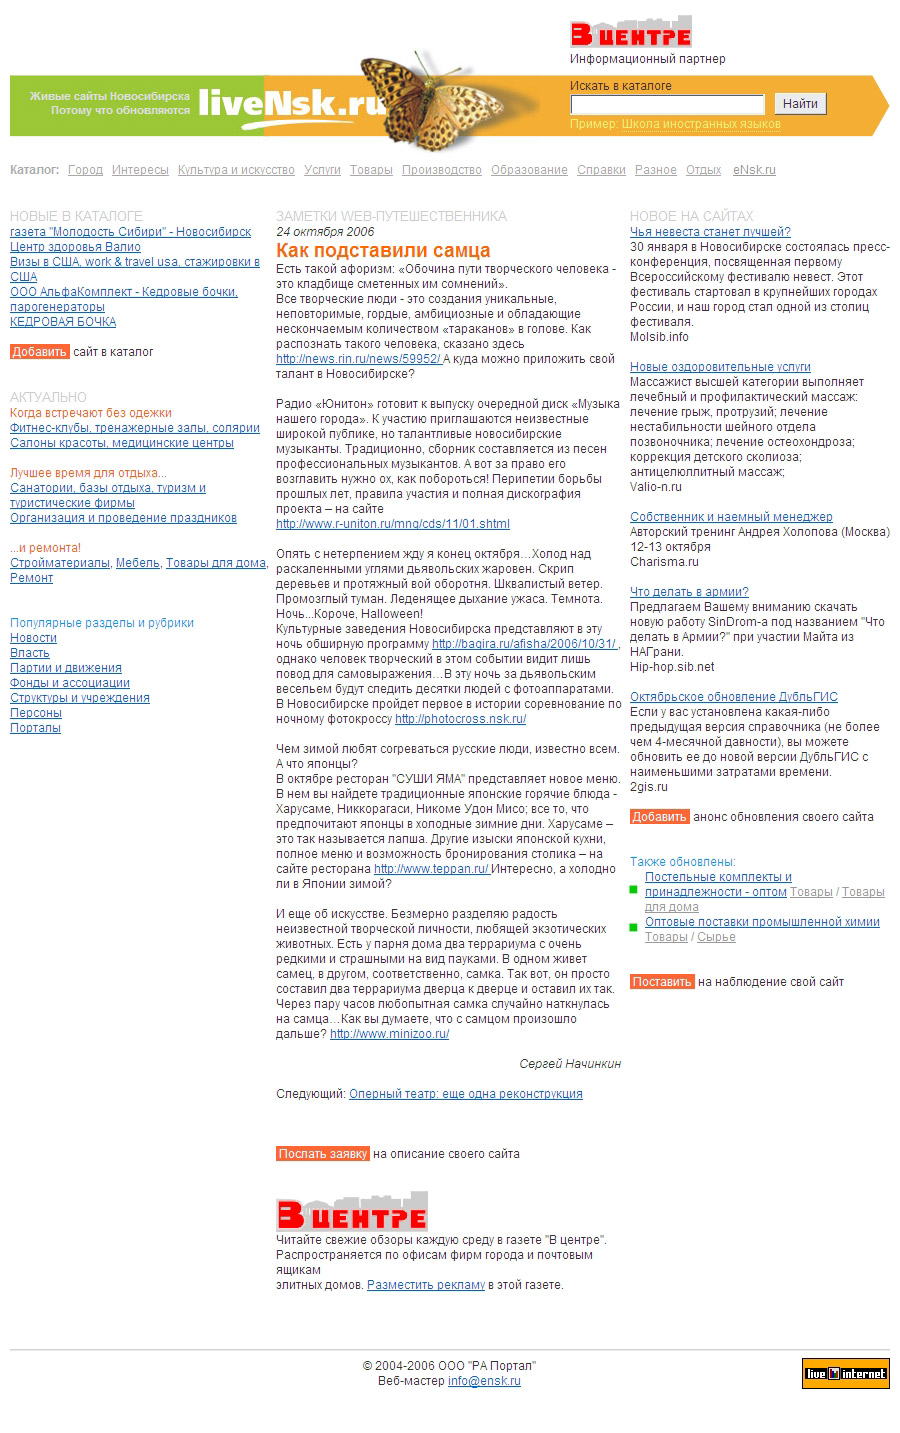 В ЦЕНТРЕ
Информационный партнер
Живые сайты Новосибирска
Потому что обновляются
liveNsk.ru
Искать в каталоге
Найти
Пример: Школа иностранных языков
Каталог: Город Интересы Культура и искусство Услуги Товары Производство Образование Справки Разное Отдых eNsk.ru
НОВЫЕ В КАТАЛОГЕ
газета "Молодость Сибири" - Новосибирск
Центр здоровья Валио
Визы в США, work & travel usa, стажировки в
США
ООО АльфаКомплект - Кедровые бочки,
парогенераторы
КЕДРОВАЯ БОЧКА
Добавить сайт в каталог
АКТУАЛЬНО
Когда встречают без одежки
Фитнес-клубы, тренажерные залы, солярии
Салоны красоты, медицинские центры
Лучшее время для отдыха...
Санатории, базы отдыха, туризм и
туристические фирмы
Организация и проведение праздников
...и ремонта!
Стройматериалы, Мебель, Товары для дома,
Ремонт
Популярные разделы и рубрики
Новости
Власть
Партии и движения
Фонды и ассоциации
Структуры и учреждения
Персоны
Порталы
ЗАМЕТКИ WEB-ПУТЕШЕСТВЕННИКА
24 октября 2006
Как подставили самца
Есть такой афоризм: «Обочина пути творческого человека -
это кладбище сметенных им сомнений».
Все творческие люди - это создания уникальные,
неповторимые, гордые, амбициозные и обладающие
нескончаемым количеством «тараканов» в голове. Как
распознать такого человека, сказано здесь
http://news.rin.ru/news/59952/ А куда можно приложить свой
талант в Новосибирске?
Радио «Юнитон» готовит к выпуску очередной диск «Музыка
нашего города». К участию приглашаются неизвестные
широкой публике, но талантливые новосибирские
музыканты. Традиционно, сборник составляется из песен
профессиональных музыкантов. А вот за право его
возглавить нужно ох, как побороться! Перипетии борьбы
прошлых лет, правила участия и полная дискография
проекта – на сайте
http://www.r-uniton.ru/mng/cds/11/01.shtml
Опять с нетерпением жду я конец октября…Холод над
раскаленными углями дьявольских жаровен. Скрип
деревьев и протяжный вой оборотня. Шквалистый ветер.
Промозглый туман. Леденящее дыхание ужаса. Темнота.
Ночь...Короче, Halloween!
Культурные заведения Новосибирска представляют в эту
ночь обширную программу http://bagira.ru/afisha/2006/10/31/ ,
однако человек творческий в этом событии видит лишь
повод для самовыражения…В эту ночь за дьявольским
весельем будут следить десятки людей с фотоаппаратами.
В Новосибирске пройдет первое в истории соревнование по
ночному фотокроссу http://photocross.nsk.ru/
Чем зимой любят согреваться русские люди, известно всем.
А что японцы?
В октябре ресторан "СУШИ ЯМА" представляет новое меню.
В нем вы найдете традиционные японские горячие блюда -
Харусаме, Никкорагаси, Никоме Удон Мисо; все то, что
предпочитают японцы в холодные зимние дни. Харусаме –
это так называется лапша. Другие изыски японской кухни,
полное меню и возможность бронирования столика – на
сайте ресторана http://www.teppan.ru/ Интересно, а холодно
ли в Японии зимой?
И еще об искусстве. Безмерно разделяю радость
неизвестной творческой личности, любящей экзотических
животных. Есть у парня дома два террариума с очень
редкими и страшными на вид пауками. В одном живет
самец, в другом, соответственно, самка. Так вот, он просто
составил два террариума дверца к дверце и оставил их так.
Через пару часов любопытная самка случайно наткнулась
на самца…Как вы думаете, что с самцом произошло
дальше? http://www.minizoo.ru/
Сергей Начинкин
Следующий: Оперный театр: еще одна реконструкция
Послать заявку на описание своего сайта
В ЦЕНТРЕ
Читайте свежие обзоры каждую среду в газете "В центре".
Распространяется по офисам фирм города и почтовым
ящикам
элитных домов. Разместить рекламу в этой газете.
НОВОЕ НА САЙТАХ
Чья невеста станет лучшей?
30 января в Новосибирске состоялась пресс-
конференция, посвященная первому
Всероссийскому фестивалю невест. Этот
фестиваль стартовал в крупнейших городах
России, и наш город стал одной из столиц
фестиваля.
Molsib.info
Новые оздоровительные услуги
Массажист высшей категории выполняет
лечебный и профилактический массаж:
лечение грыж, протрузий; лечение
нестабильности шейного отдела
позвоночника; лечение остеохондроза;
коррекция детского сколиоза;
антицеллюлитный массаж;
Valio-n.ru
Собственник и наемный менеджер
Авторский тренинг Андрея Холопова (Москва)
12-13 октября
Charisma.ru
Что делать в армии?
Предлагаем Вашему вниманию скачать
новую работу SinDrom-а под названием "Что
делать в Армии?" при участии Майта из
НАГрани.
Hip-hop.sib.net
Октябрьское обновление ДубльГИС
Если у вас установлена какая-либо
предыдущая версия справочника (не более
чем 4-месячной давности), вы можете
обновить ее до новой версии ДубльГИС с
наименьшими затратами времени.
2gis.ru
Добавить анонс обновления своего сайта
Также обновлены:
Постельные комплекты и
принадлежности - оптом Товары / Товары
для дома
Оптовые поставки промышленной химии
Товары / Сырье
Поставить на наблюдение свой сайт
© 2004-2006 ООО "РА Портал"
Веб-мастер info@ensk.ru
live internet